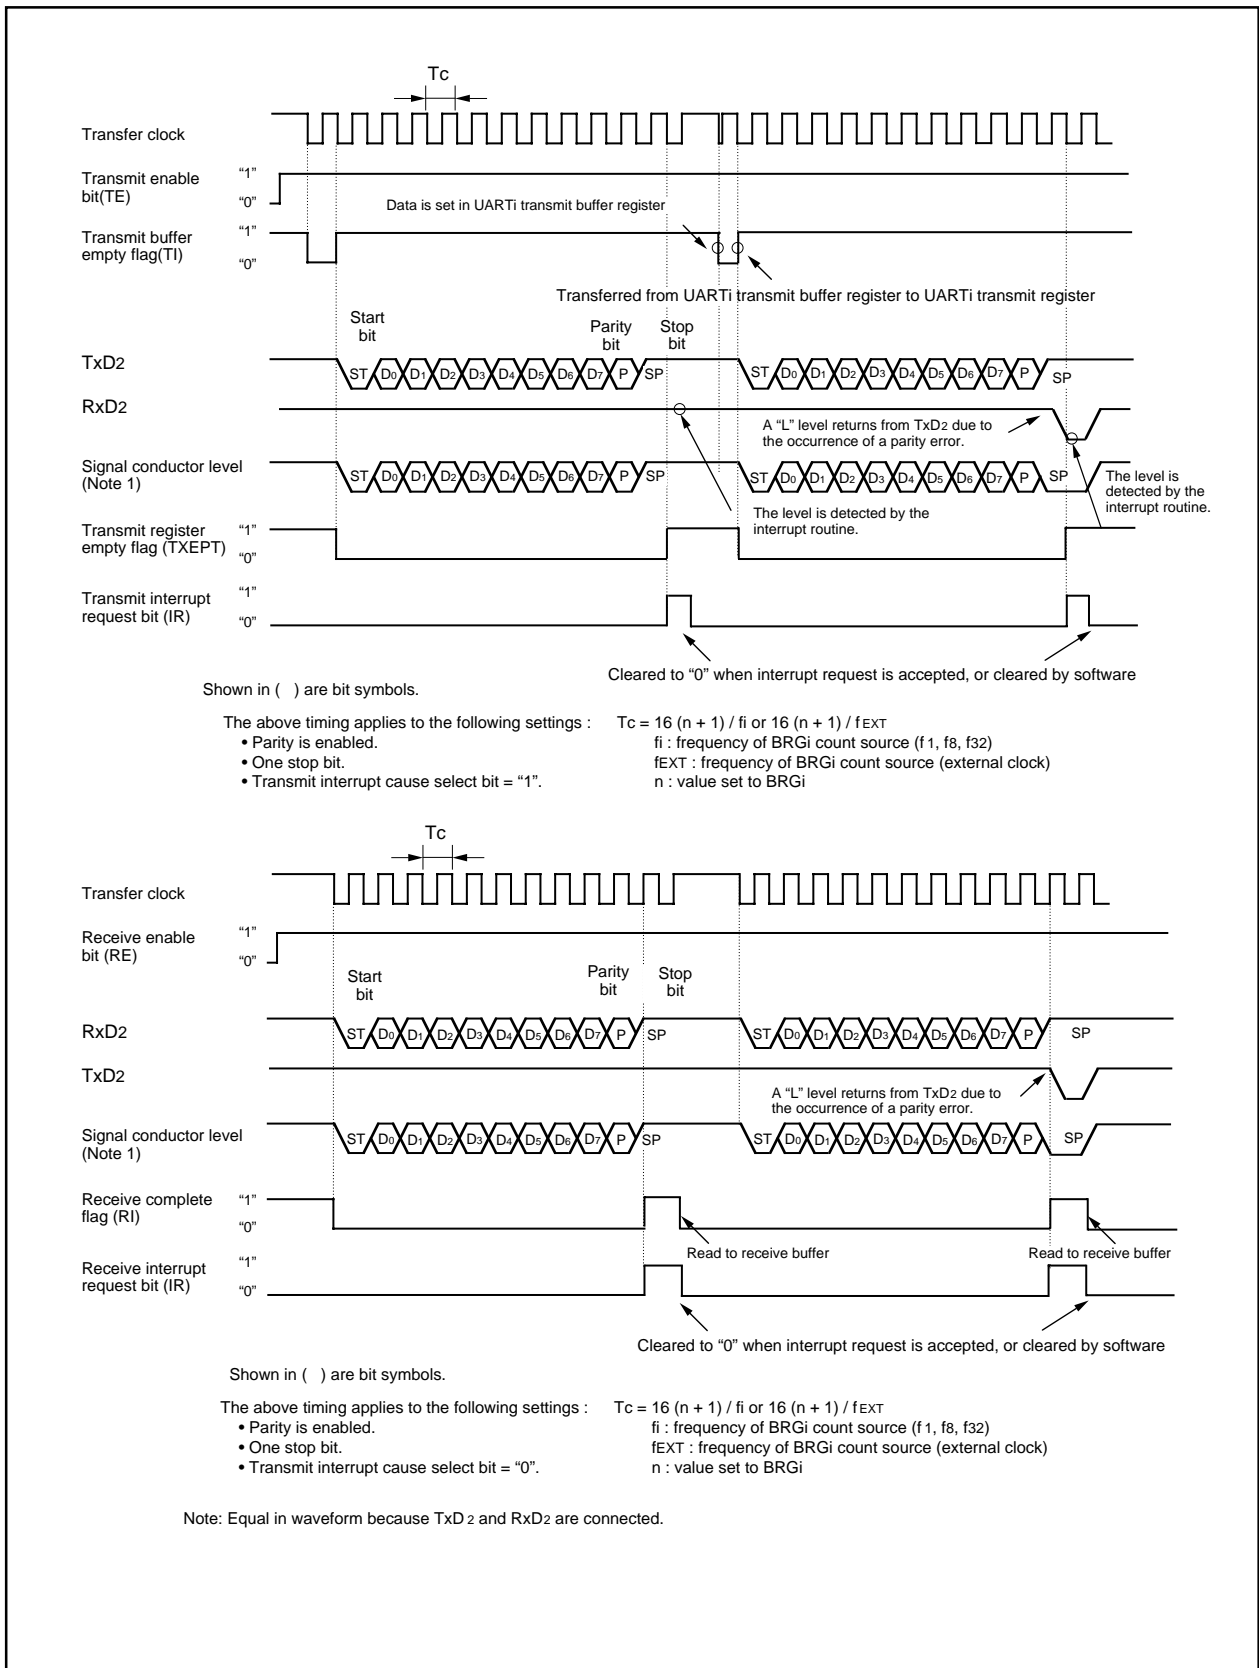 Tc
Transfer clock
Transmit enable
bit(TE)
“1”
“0”
Data is set in UARTi transmit buffer register
Transmit buffer
empty flag(TI)
“1”
“0”
Transferred from UARTi transmit buffer register to UARTi transmit register
Start
bit
Parity
bit
Stop
bit
TxD2
ST D0 D1 D2 D3 D4 D5 D6 D7 P SP
ST D0 D1 D2 D3 D4 D5 D6 D7 P SP
RxD2
A “L” level returns from TxD2 due to
the occurrence of a parity error.
Signal conductor level
(Note 1)
ST D0 D1 D2 D3 D4 D5 D6 D7 P SP
ST D0 D1 D2 D3 D4 D5 D6 D7 P SP
The level is
detected by the
interrupt routine.
The level is detected by the
interrupt routine.
Transmit register
empty flag (TXEPT)
“1”
“0”
Transmit interrupt
request bit (IR)
“1”
“0”
Cleared to “0” when interrupt request is accepted, or cleared by software
Shown in ( ) are bit symbols.
The above timing applies to the following settings :
• Parity is enabled.
• One stop bit.
• Transmit interrupt cause select bit = “1”.
Tc = 16 (n + 1) / fi or 16 (n + 1) / fEXT
fi : frequency of BRGi count source (f1, f8, f32)
fEXT : frequency of BRGi count source (external clock)
n : value set to BRGi
Tc
Transfer clock
Receive enable
bit (RE)
“1”
“0”
Start
bit
Parity
bit
Stop
bit
RxD2
ST D0 D1 D2 D3 D4 D5 D6 D7 P SP
ST D0 D1 D2 D3 D4 D5 D6 D7 P SP
TxD2
A “L” level returns from TxD2 due to
the occurrence of a parity error.
Signal conductor level
(Note 1)
ST D0 D1 D2 D3 D4 D5 D6 D7 P SP
ST D0 D1 D2 D3 D4 D5 D6 D7 P SP
Receive complete
flag (RI)
“1”
“0”
Read to receive buffer
Read to receive buffer
Receive interrupt
request bit (IR)
“1”
“0”
Cleared to “0” when interrupt request is accepted, or cleared by software
Shown in ( ) are bit symbols.
The above timing applies to the following settings :
• Parity is enabled.
• One stop bit.
• Transmit interrupt cause select bit = “0”.
Tc = 16 (n + 1) / fi or 16 (n + 1) / fEXT
fi : frequency of BRGi count source (f1, f8, f32)
fEXT : frequency of BRGi count source (external clock)
n : value set to BRGi
Note: Equal in waveform because TxD2 and RxD2 are connected.